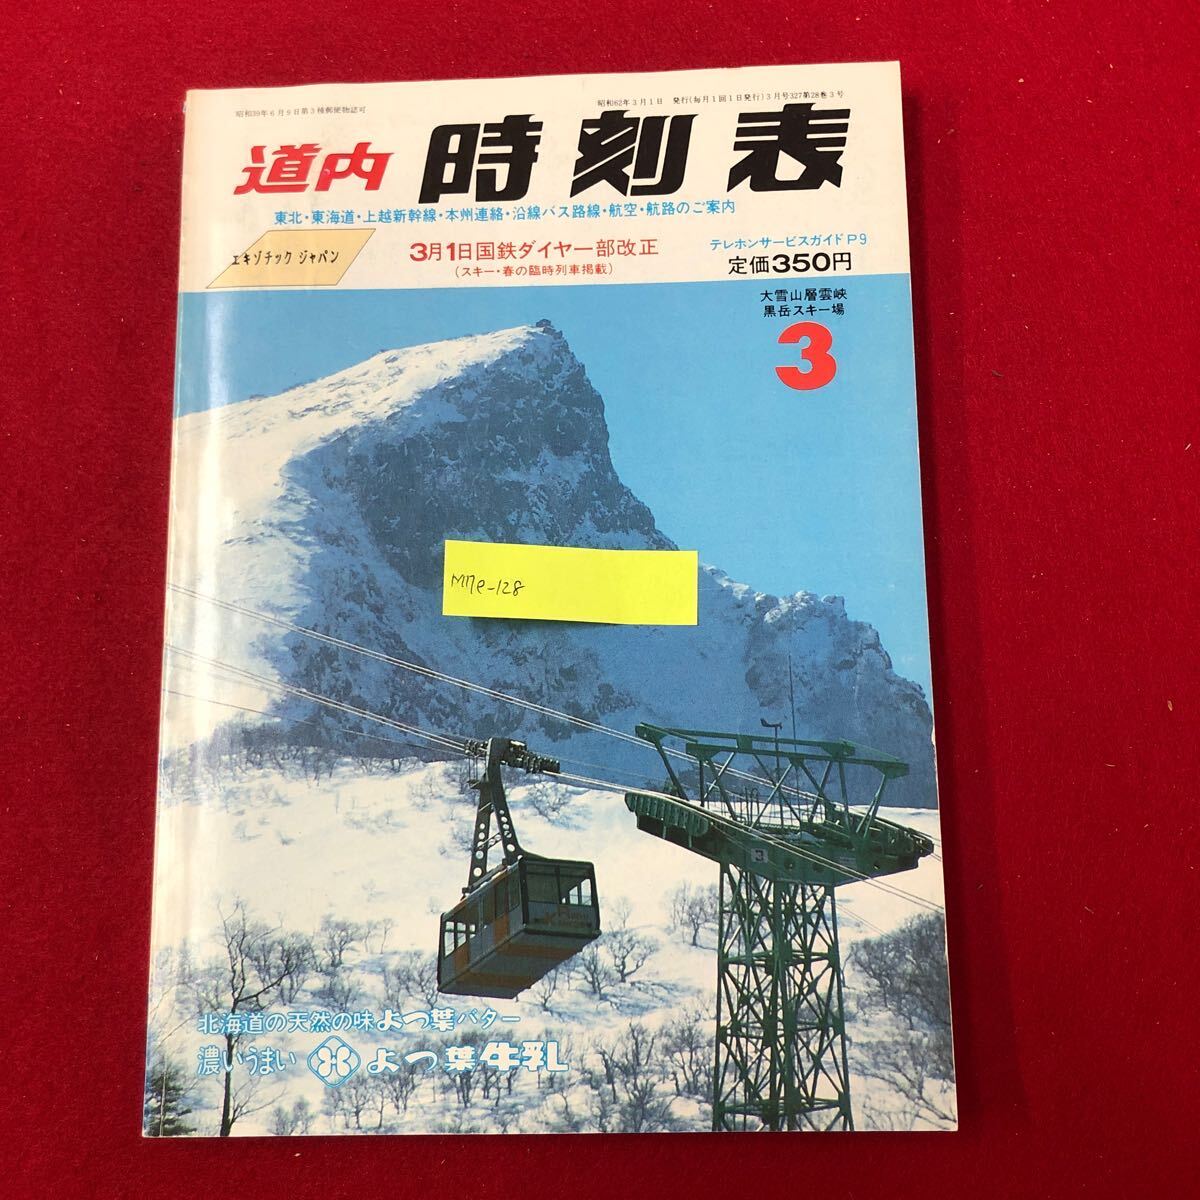 昭和39年6月9日第3種郵便物認可
昭和62年3月1日 発行(毎月1回1日発行)3月号327第28巻3号
道内 時刻表
東北・東海道・上越新幹線・本州連絡・沿線バス路線・航空・航路のご案内
エキゾチック ジャパン
3月1日国鉄ダイヤ一部改正
(スキー・春の臨時列車掲載)
テレホンサービスガイドP9
定価350円
大雪山層雲峡
黒岳スキー場
3
M17e-128
3
北海道の天然の味よつ葉バター
濃いうまい よつ葉牛乳